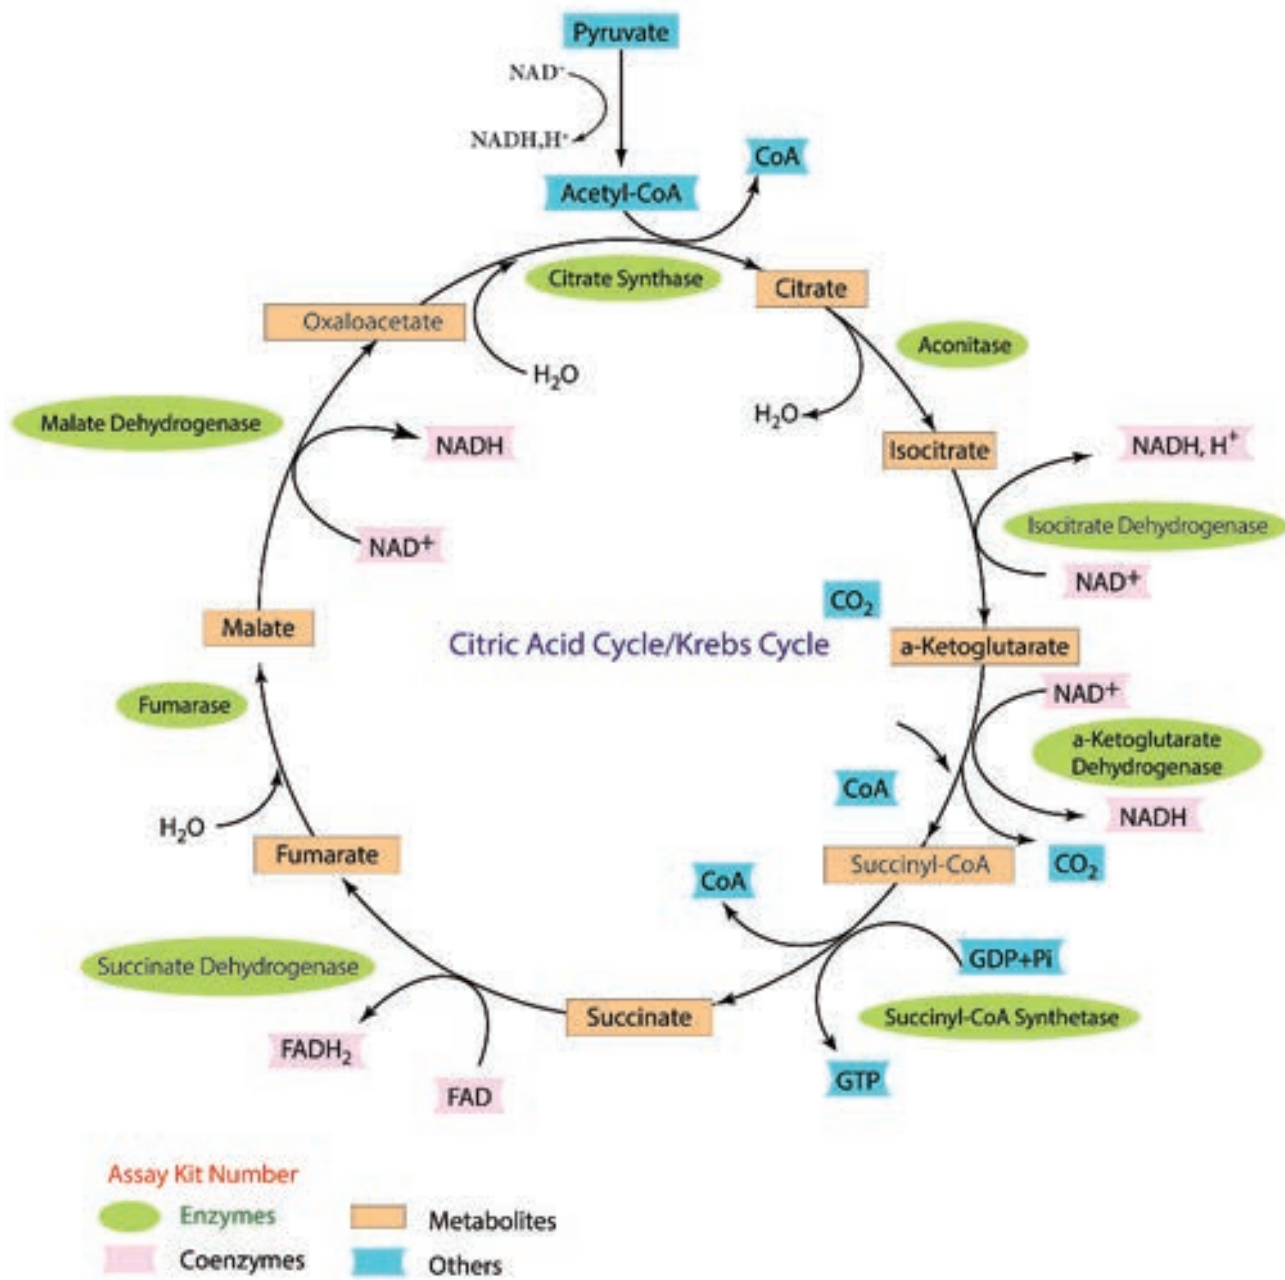 Pyruvate
NAD⁺
NADH,H⁺
CoA
Acetyl-CoA
Citrate Synthase
Citrate
Oxaloacetate
Aconitase
H₂O
H₂O
Malate Dehydrogenase
NADH
Isocitrate
NADH, H⁺
Isocitrate Dehydrogenase
NAD⁺
NAD⁺
CO₂
Malate
Citric Acid Cycle/Krebs Cycle
a-Ketoglutarate
NAD⁺
Fumarase
a-Ketoglutarate
Dehydrogenase
CoA
NADH
H₂O
Fumarate
Succinyl-CoA
CO₂
CoA
Succinate Dehydrogenase
GDP+Pi
Succinate
Succinyl-CoA Synthetase
FADH₂
FAD
GTP
Assay Kit Number
Enzymes
Metabolites
Coenzymes
Others